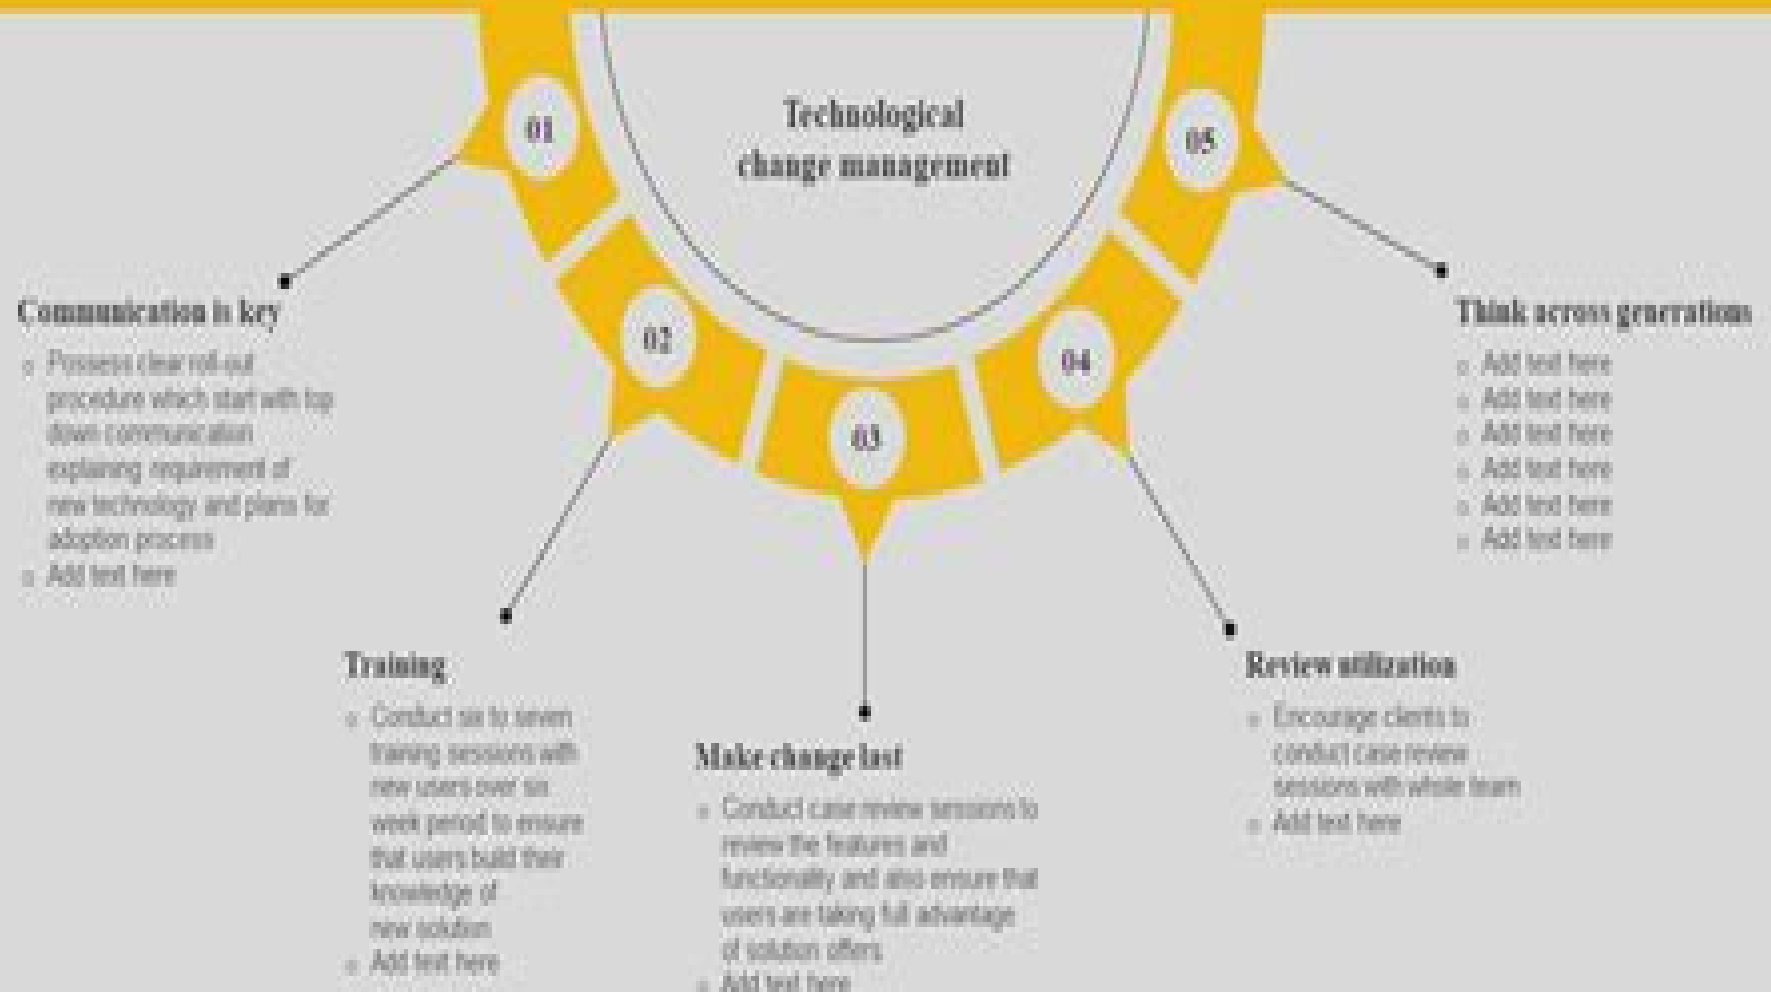 Technological
change management
01
02
03
04
05
Communication is key
o Possess clear roll-out
procedure which start with top
down communication
explaining requirement of
new technology and plans for
adoption process
o Add text here
Training
o Conduct six to seven
training sessions with
new users over six
week period to ensure
that users build their
knowledge of
new solution
o Add text here
Make change last
o Conduct case review sessions to
review the features and
functionality and also ensure that
users are taking full advantage
of solution offers
o Add text here
Review utilization
o Encourage clients to
conduct case review
sessions with whole team
o Add text here
Think across generations
o Add text here
o Add text here
o Add text here
o Add text here
o Add text here
o Add text here